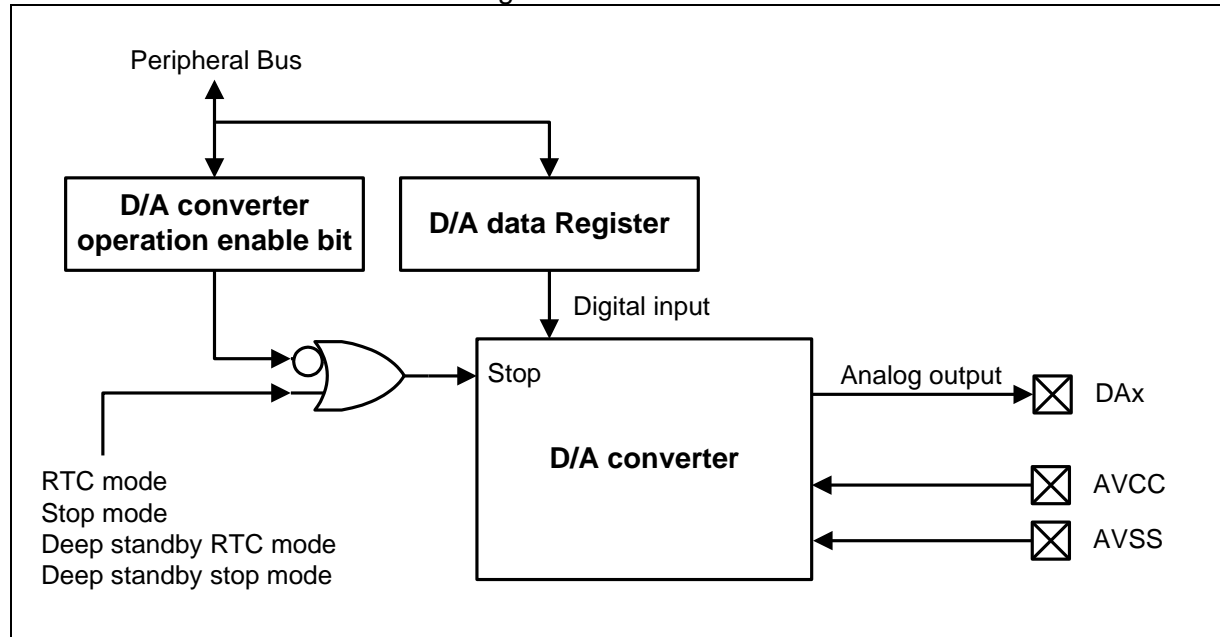 Peripheral Bus
D/A converter
operation enable bit
D/A data Register
Digital input
Stop
Analog output
DAx
D/A converter
AVCC
AVSS
RTC mode
Stop mode
Deep standby RTC mode
Deep standby stop mode